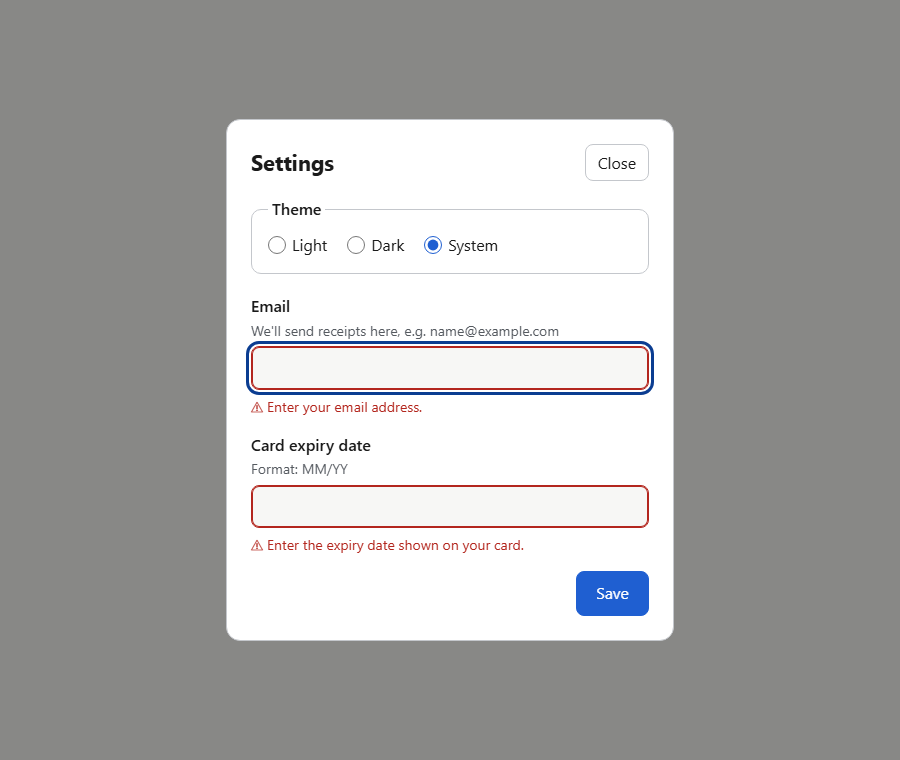 Settings
Close
Theme
Light
Dark
System
Email
We'll send receipts here, e.g. name@example.com
⚠ Enter your email address.
Card expiry date
Format: MM/YY
⚠ Enter the expiry date shown on your card.
Save